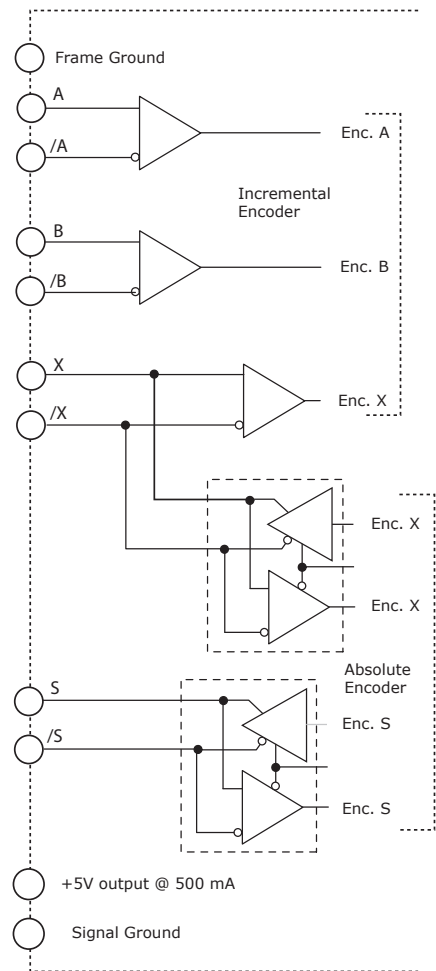 Frame Ground
A
/A
Enc. A
Incremental
Encoder
B
/B
Enc. B
X
/X
Enc. X
Enc. X
Enc. X
Absolute
Encoder
S
/S
Enc. S
Enc. S
+5V output @ 500 mA
Signal Ground